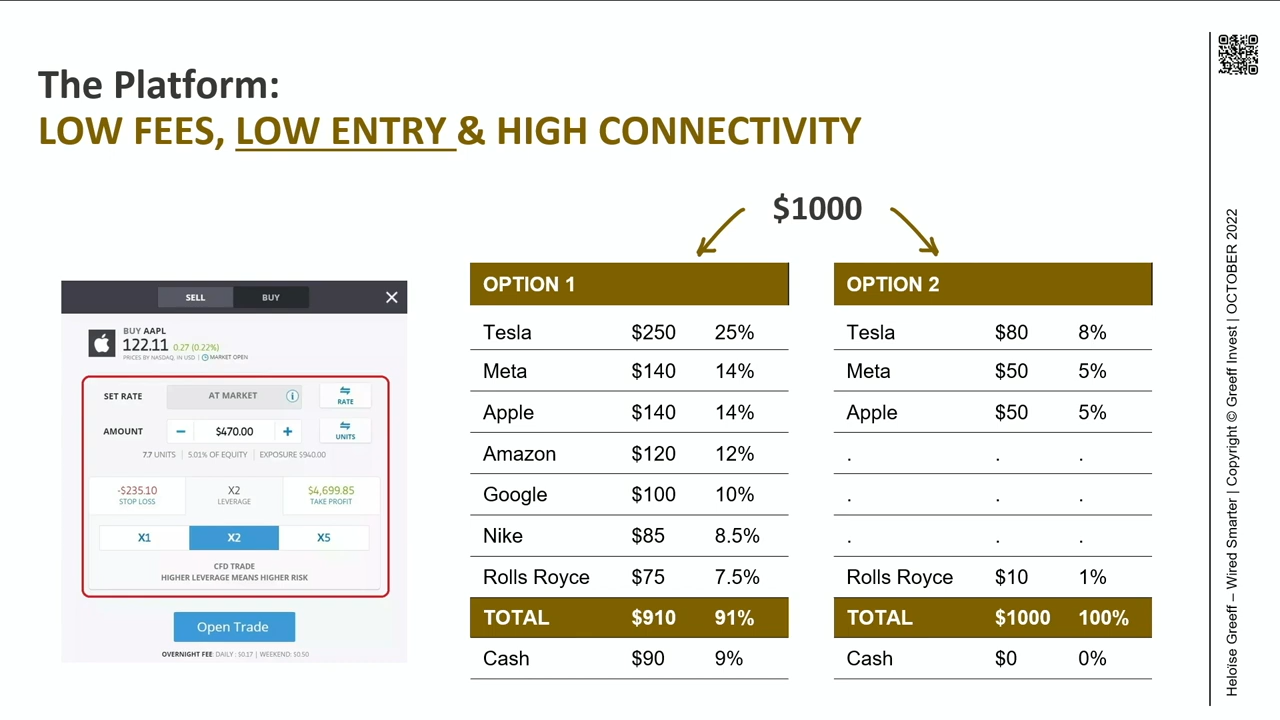 The Platform:
LOW FEES, LOW ENTRY & HIGH CONNECTIVITY
$1000
SELL BUY
BUY AAPL
122.11 0.27 (0.22%)
PRICES BY NASDAQ, IN USD | MARKET OPEN
SET RATE AT MARKET RATE
AMOUNT − $470.00 + UNITS
7.7 UNITS | 5.01% OF EQUITY | EXPOSURE $940.00
-$235.10 X2 $4,699.85
STOP LOSS LEVERAGE TAKE PROFIT
X1 X2 X5
CFD TRADE
HIGHER LEVERAGE MEANS HIGHER RISK
Open Trade
OVERNIGHT FEE: DAILY : $0.17 | WEEKEND: $0.50
OPTION 1
Tesla $250 25%
Meta $140 14%
Apple $140 14%
Amazon $120 12%
Google $100 10%
Nike $85 8.5%
Rolls Royce $75 7.5%
TOTAL $910 91%
Cash $90 9%
OPTION 2
Tesla $80 8%
Meta $50 5%
Apple $50 5%
. . .
. . .
. . .
Rolls Royce $10 1%
TOTAL $1000 100%
Cash $0 0%
Heloïse Greeff – Wired Smarter | Copyright © Greeff Invest | OCTOBER 2022